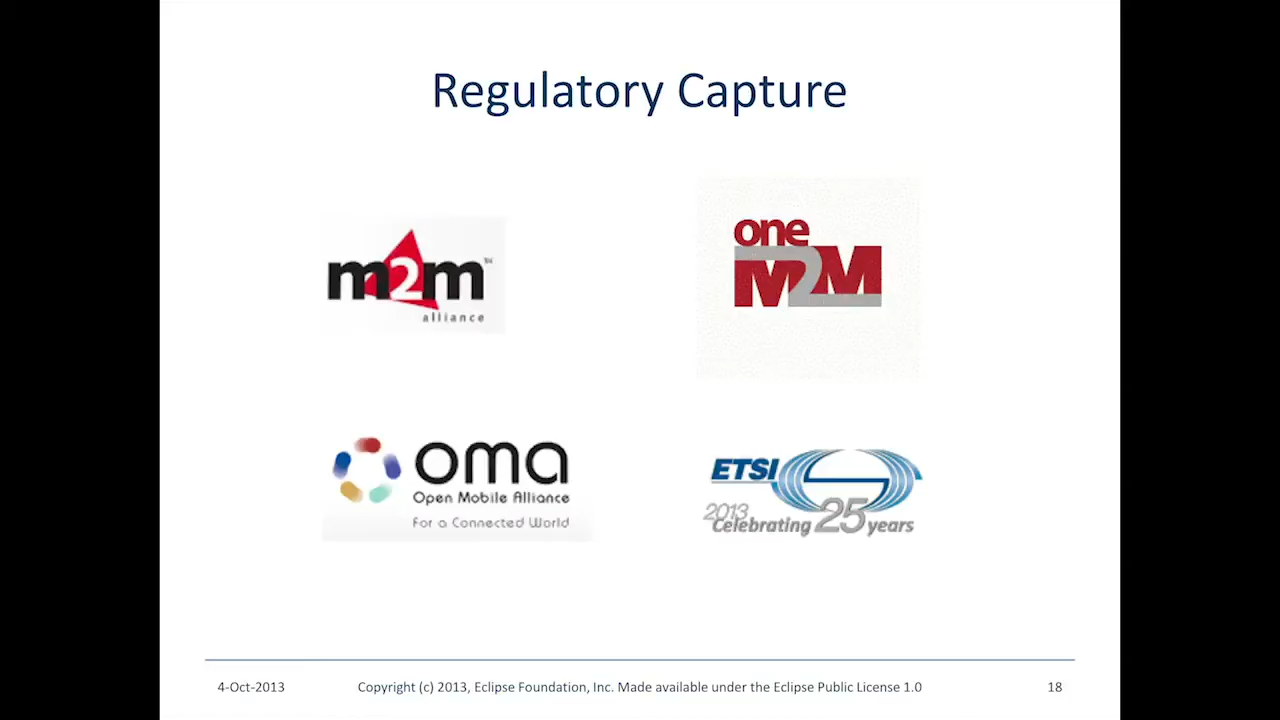 Regulatory Capture
m2m™
alliance
one
M2M
oma
Open Mobile Alliance
For a Connected World
ETSI
2013
Celebrating 25 years
4-Oct-2013 Copyright (c) 2013, Eclipse Foundation, Inc. Made available under the Eclipse Public License 1.0 18